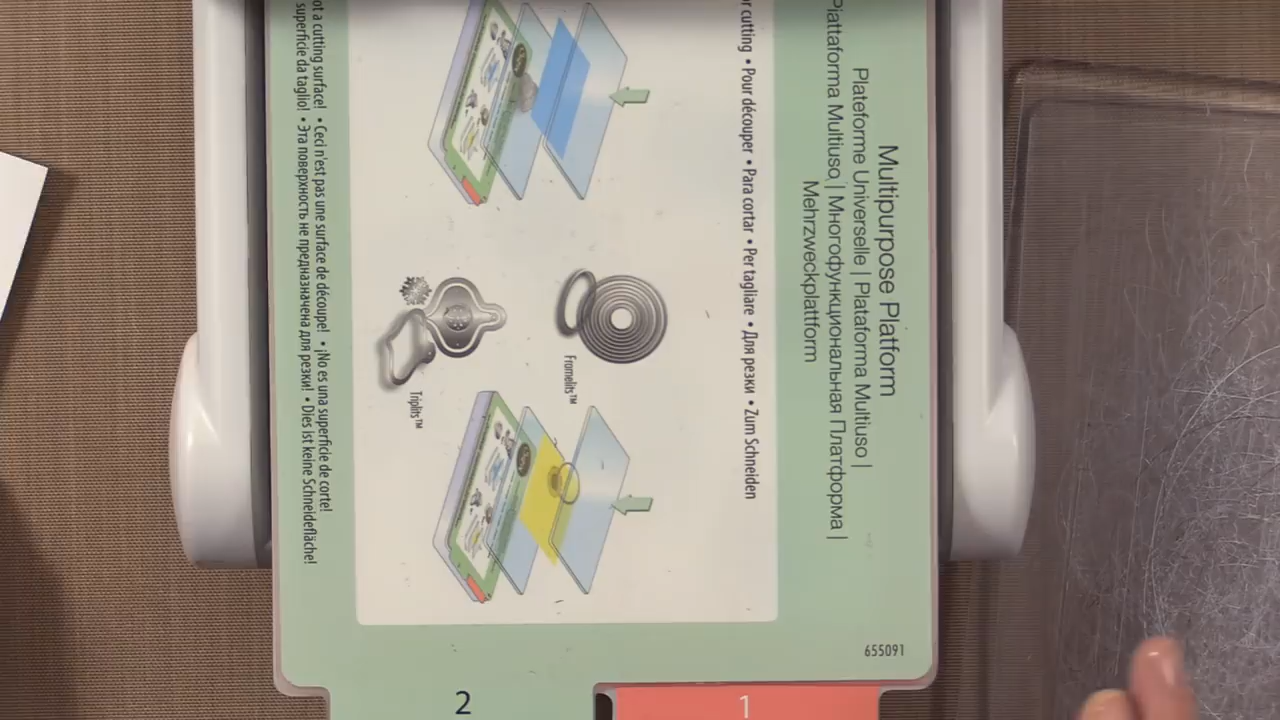 Multipurpose Platform
Plateforme Universelle | Plataforma Multiuso |
Piattaforma Multiuso | Многофункциональная Платформа |
Mehrzweckplattform
cutting • Pour découper • Para cortar • Per tagliare • Для резки • Zum Schneiden
Framelits™
Triplits™
a cutting surface! • Ceci n'est pas une surface de découpe! • ¡No es una superficie de corte!
superficie da taglio! • Эта поверхность не предназначена для резки! • Dies ist keine Schneidefläche!
655091
2
1